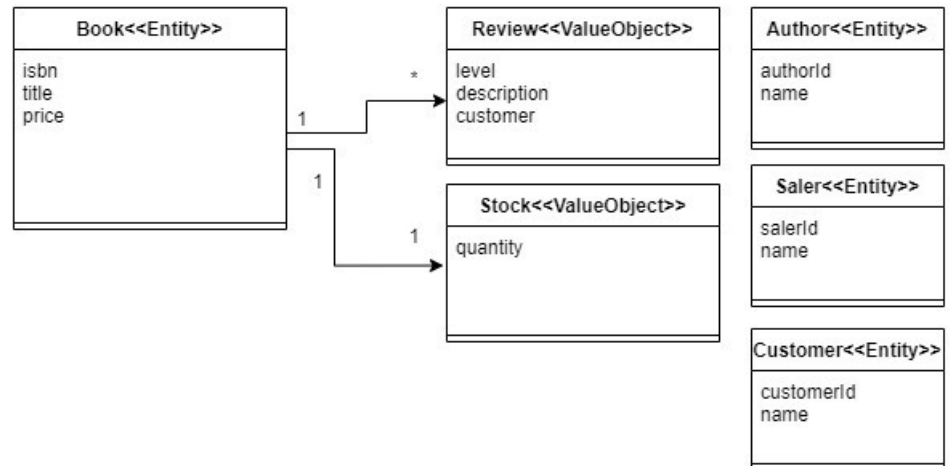 Book<<Entity>>
isbn
title
price
1
1
*
1
Review<<ValueObject>>
level
description
customer
Stock<<ValueObject>>
quantity
Author<<Entity>>
authorId
name
Saler<<Entity>>
salerId
name
Customer<<Entity>>
customerId
name